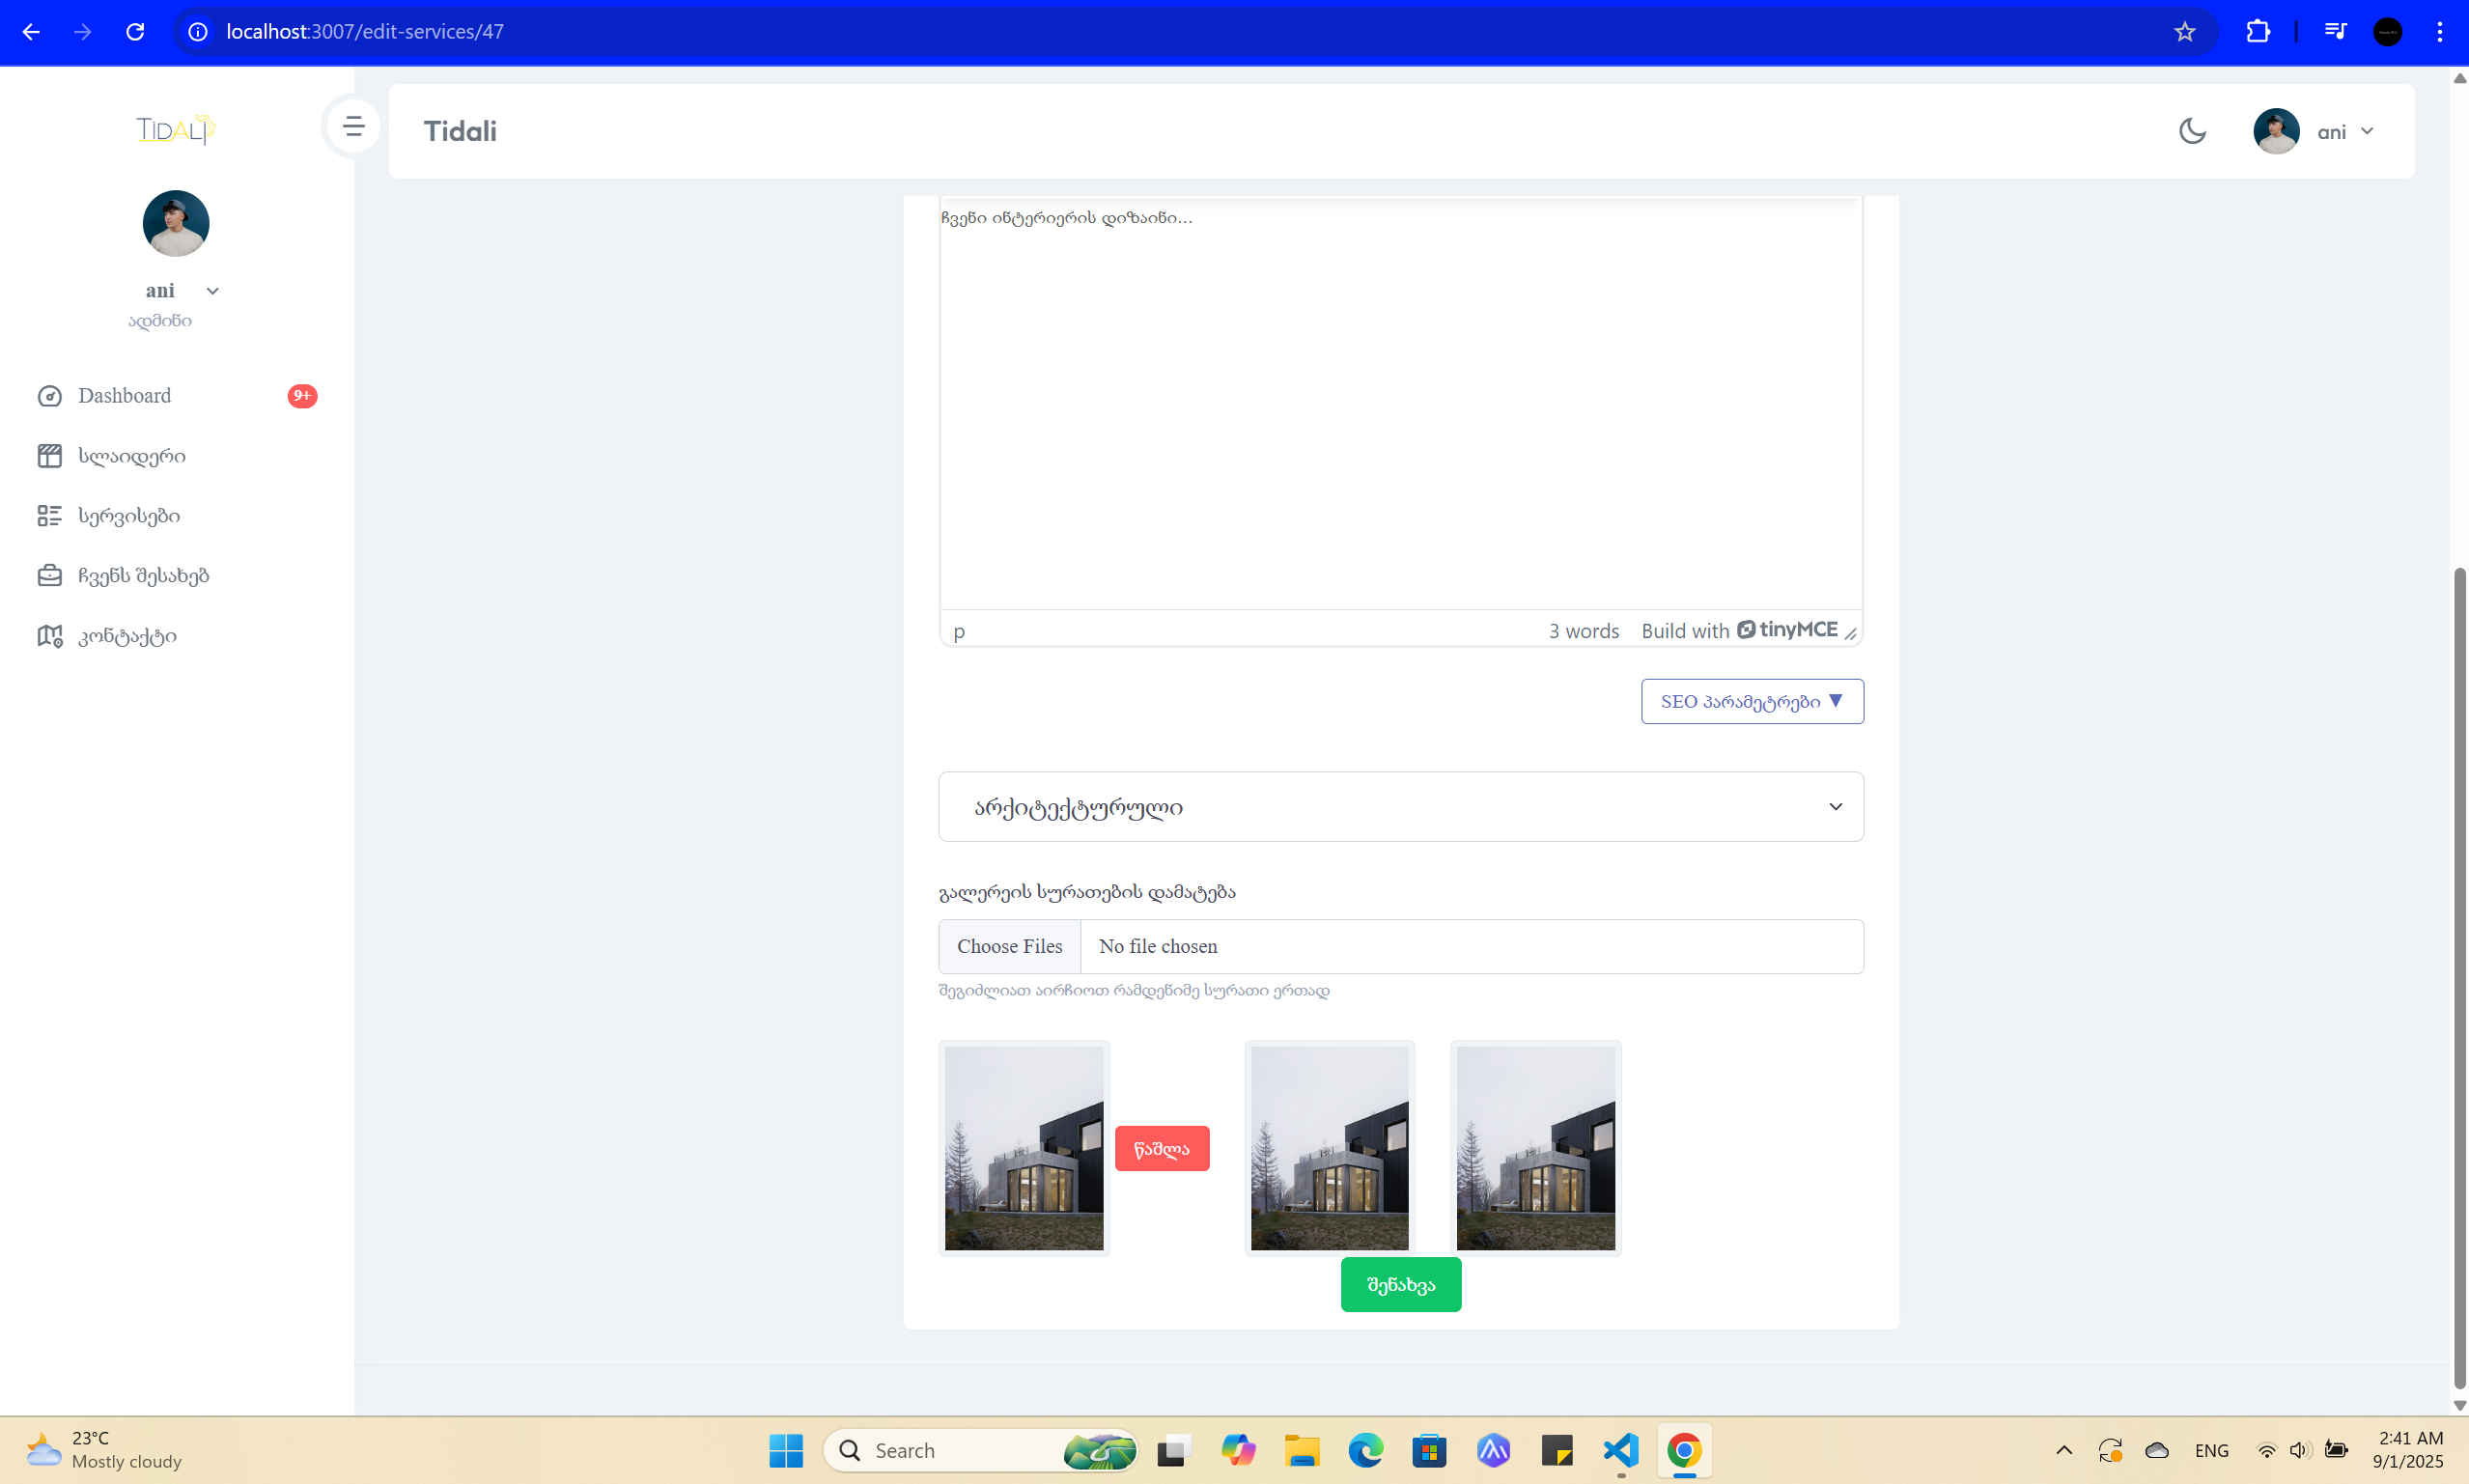 localhost:3007/edit-services/47
TiDALi
Tidali
ani
ani
ადმინი
Dashboard
9+
სლაიდერი
სერვისები
ჩვენს შესახებ
კონტაქტი
ჩვენი ინტერიერის დიზაინი...
p
3 words
Build with tinyMCE
SEO პარამეტრები ▼
არქიტექტურული
გალერეის სურათების დამატება
Choose Files
No file chosen
შეგიძლიათ აირჩიოთ რამდენიმე სურათი ერთად
წაშლა
შენახვა
23°C
Mostly cloudy
Search
ENG
2:41 AM
9/1/2025